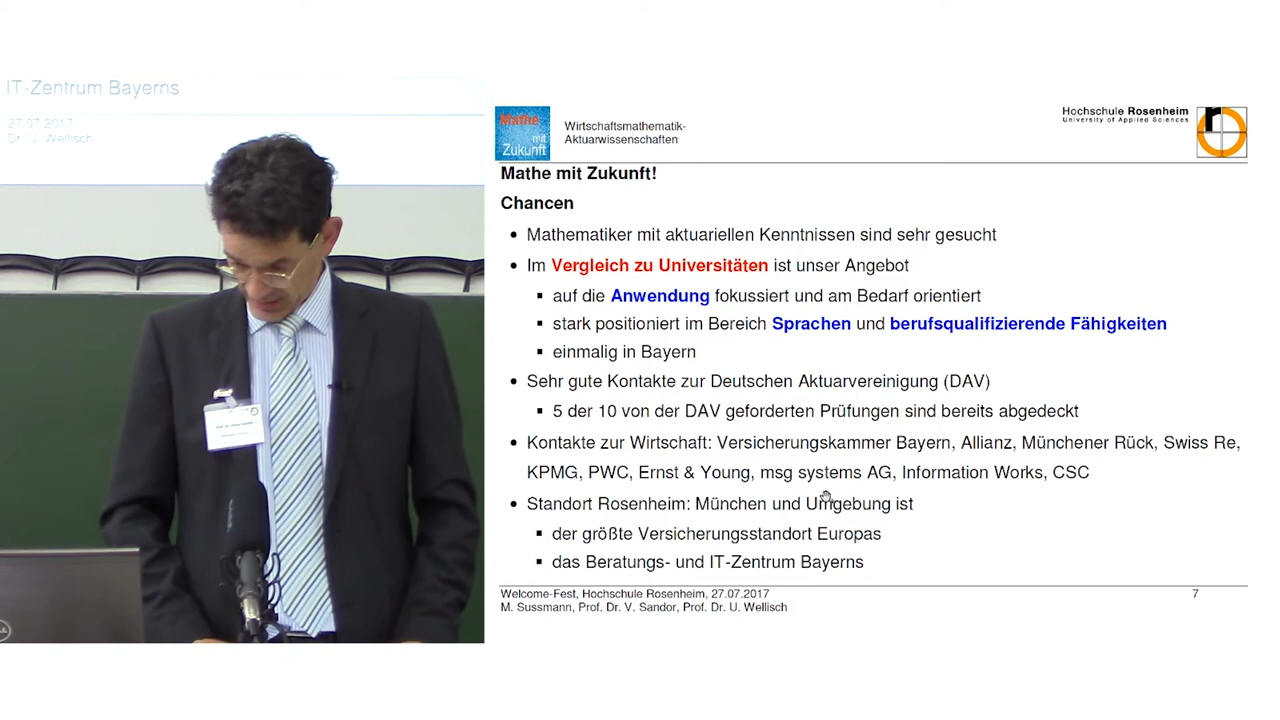 IT-Zentrum Bayerns
27.07.2017
Dr. U. Wellisch
Mathe
mit
Zukunft
Wirtschaftsmathematik-
Aktuarwissenschaften
Hochschule Rosenheim
University of Applied Sciences
r
Mathe mit Zukunft!
Chancen
• Mathematiker mit aktuariellen Kenntnissen sind sehr gesucht
• Im Vergleich zu Universitäten ist unser Angebot
▪ auf die Anwendung fokussiert und am Bedarf orientiert
▪ stark positioniert im Bereich Sprachen und berufsqualifizierende Fähigkeiten
▪ einmalig in Bayern
• Sehr gute Kontakte zur Deutschen Aktuarvereinigung (DAV)
▪ 5 der 10 von der DAV geforderten Prüfungen sind bereits abgedeckt
• Kontakte zur Wirtschaft: Versicherungskammer Bayern, Allianz, Münchener Rück, Swiss Re,
KPMG, PWC, Ernst & Young, msg systems AG, Information Works, CSC
• Standort Rosenheim: München und Umgebung ist
▪ der größte Versicherungsstandort Europas
▪ das Beratungs- und IT-Zentrum Bayerns
Welcome-Fest, Hochschule Rosenheim, 27.07.2017
7
M. Sussmann, Prof. Dr. V. Sandor, Prof. Dr. U. Wellisch